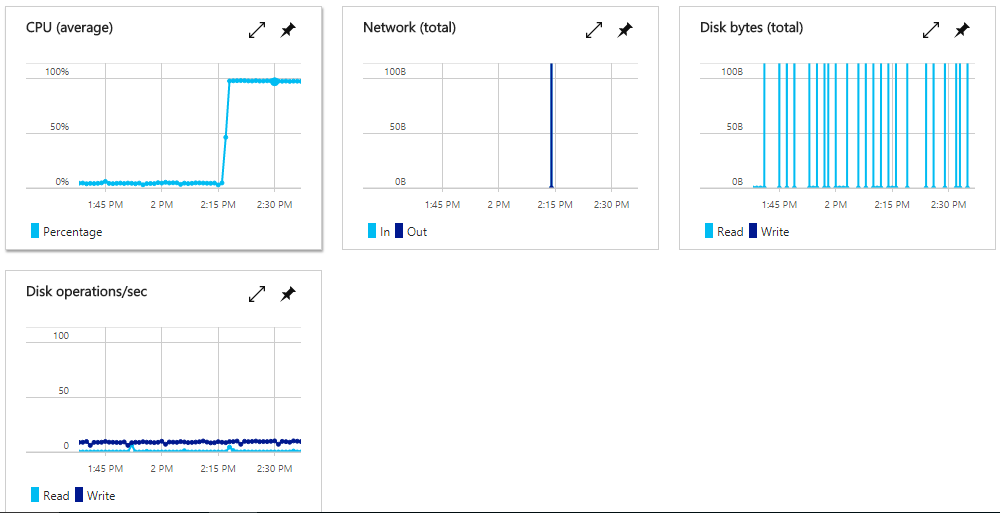 CPU (average)
100%
50%
0%
1:45 PM 2 PM 2:15 PM 2:30 PM
Percentage
Network (total)
100B
50B
0B
1:45 PM 2 PM 2:15 PM 2:30 PM
In Out
Disk bytes (total)
100B
50B
0B
1:45 PM 2 PM 2:15 PM 2:30 PM
Read Write
Disk operations/sec
100
50
0
1:45 PM 2 PM 2:15 PM 2:30 PM
Read Write